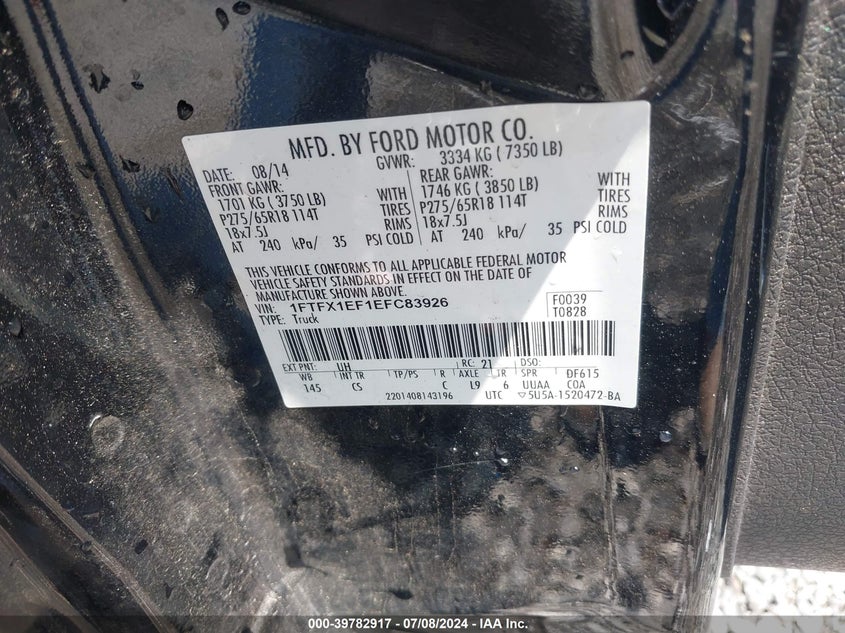 MFD. BY FORD MOTOR CO.
DATE: 08/14 GVWR: 3334 KG ( 7350 LB)
FRONT GAWR: REAR GAWR:
1701 KG ( 3750 LB) WITH 1746 KG ( 3850 LB) WITH
P275/65R18 114T TIRES P275/65R18 114T TIRES
18x7.5J RIMS 18x7.5J RIMS
AT 240 kPa/ 35 PSI COLD AT 240 kPa/ 35 PSI COLD
THIS VEHICLE CONFORMS TO ALL APPLICABLE FEDERAL MOTOR
VEHICLE SAFETY STANDARDS IN EFFECT ON THE DATE OF
MANUFACTURE SHOWN ABOVE.
VIN: 1FTFX1EF1EFC83926 F0039
TYPE: Truck T0828
EXT PNT: UH RC: 21 DSO:
WB INT TR TP/PS R AXLE TR SPR DF615
145 CS C L9 6 UUAA COA
2201408143196 UTC ▽5U5A-1520472-BA
000-39782917 - 07/08/2024 - IAAI.com